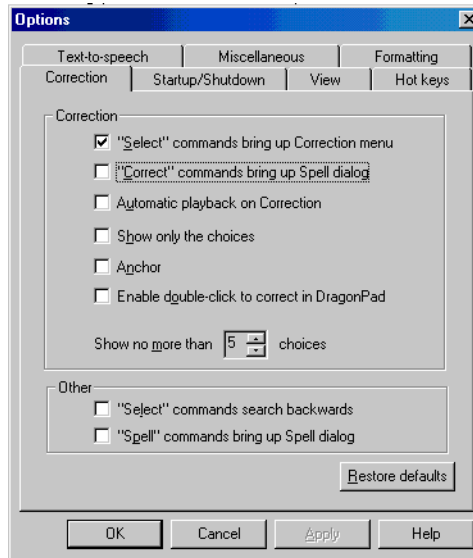 Options
Text-to-speech Miscellaneous Formatting
Correction Startup/Shutdown View Hot keys
Correction
"Select" commands bring up Correction menu
"Correct" commands bring up Spell dialog
Automatic playback on Correction
Show only the choices
Anchor
Enable double-click to correct in DragonPad
Show no more than 5 choices
Other
"Select" commands search backwards
"Spell" commands bring up Spell dialog
Restore defaults
OK Cancel Apply Help